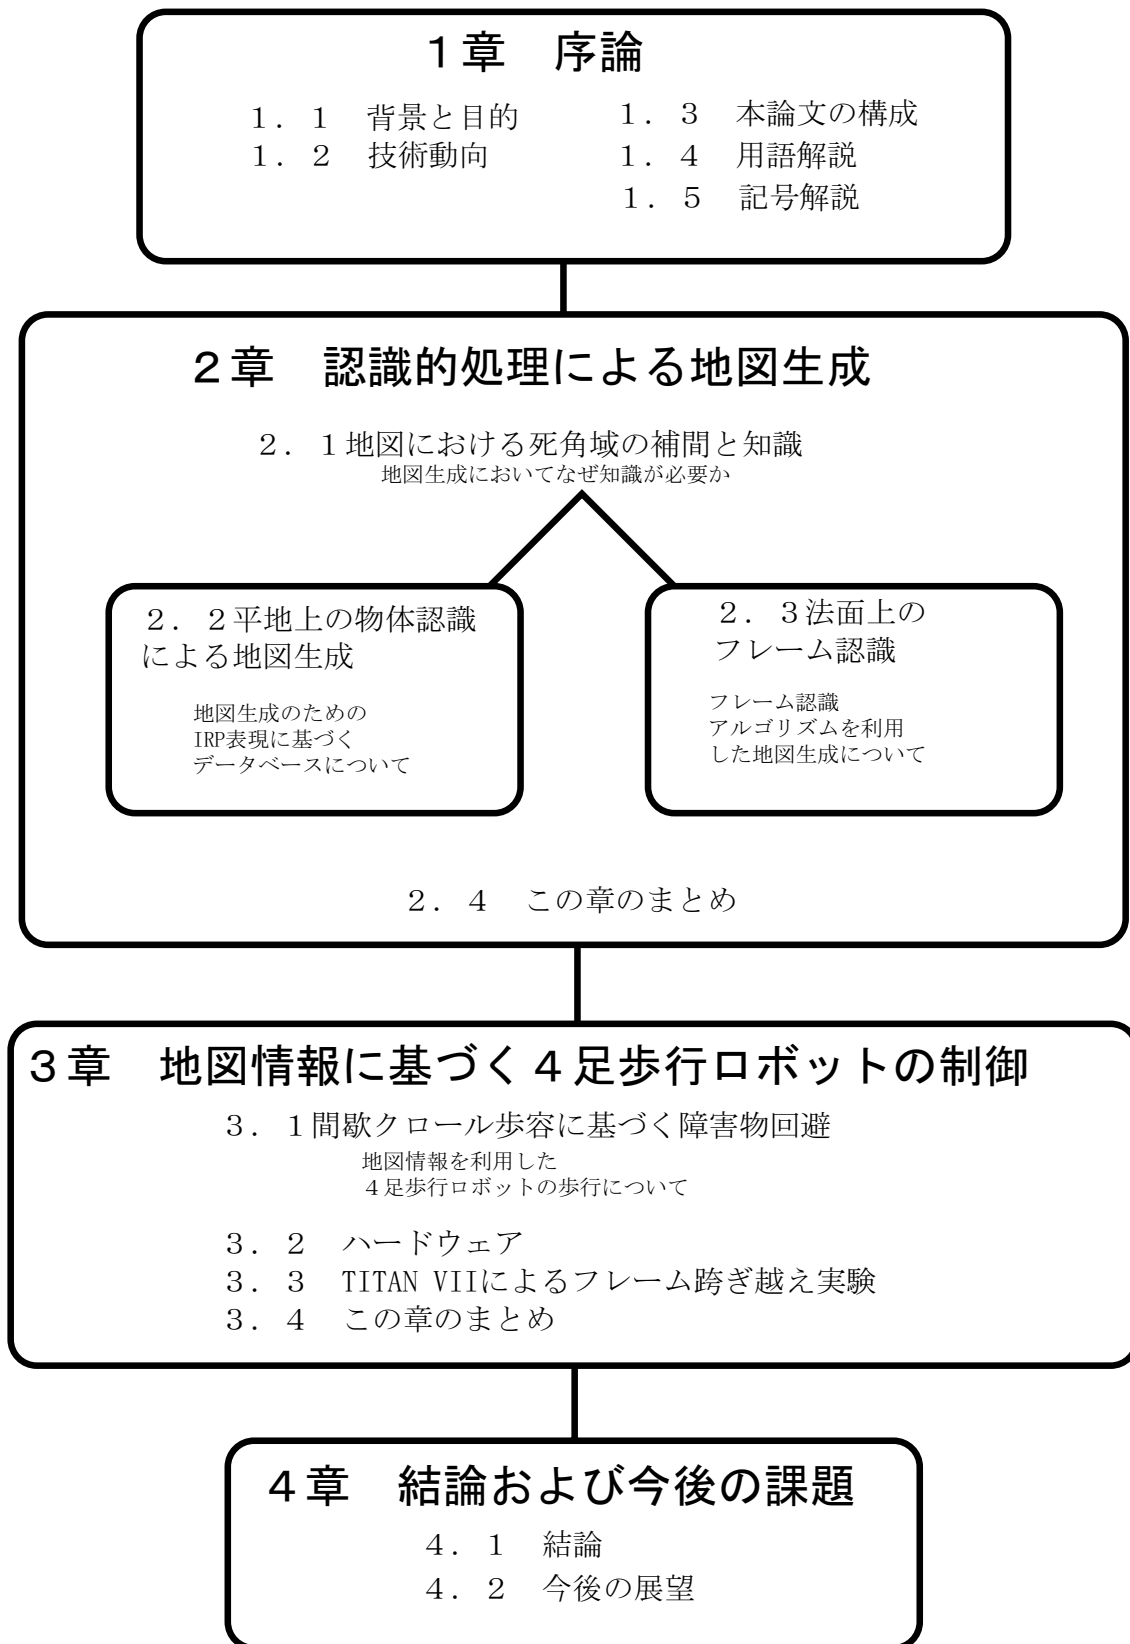 １章　序論
１．１　背景と目的
１．２　技術動向
１．３　本論文の構成
１．４　用語解説
１．５　記号解説
２章　認識的処理による地図生成
２．１地図における死角域の補間と知識
地図生成においてなぜ知識が必要か
２．２平地上の物体認識
による地図生成
地図生成のための
IRP表現に基づく
データベースについて
２．３法面上の
フレーム認識
フレーム認識
アルゴリズムを利用
した地図生成について
２．４　この章のまとめ
３章　地図情報に基づく４足歩行ロボットの制御
３．１間歇クロール歩容に基づく障害物回避
地図情報を利用した
４足歩行ロボットの歩行について
３．２　ハードウェア
３．３　TITAN VIIによるフレーム跨ぎ越え実験
３．４　この章のまとめ
４章　結論および今後の課題
４．１　結論
４．２　今後の展望